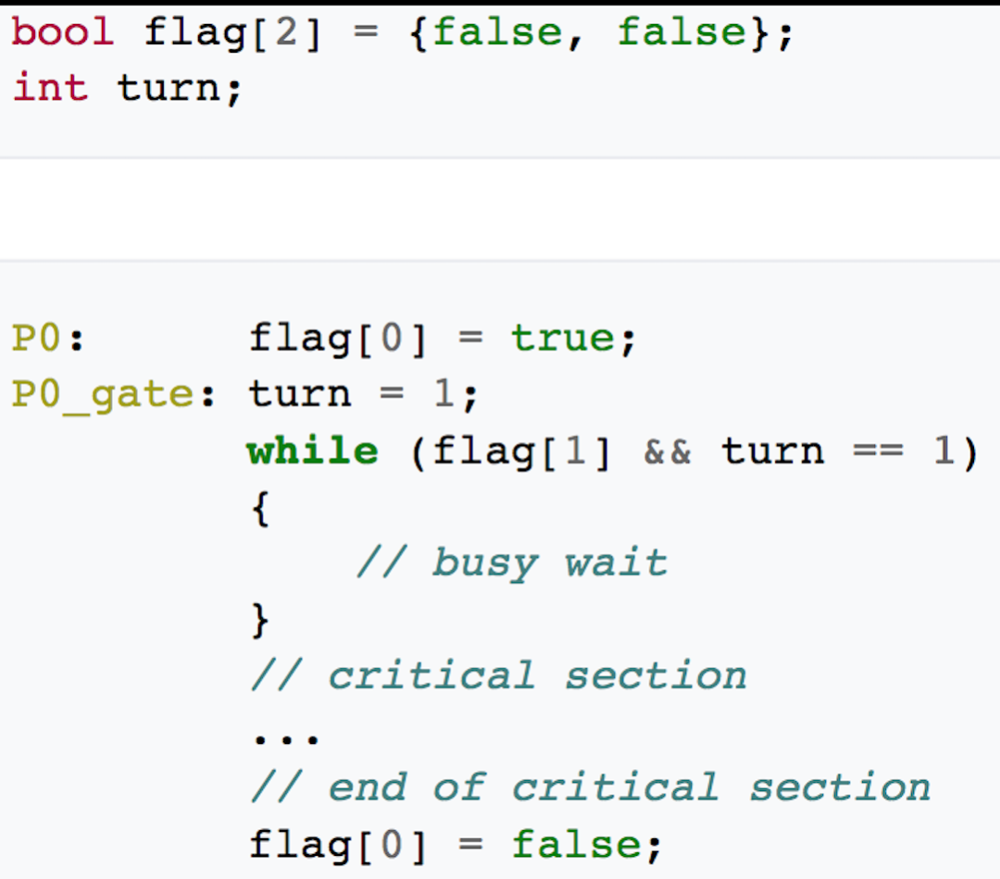 bool flag[2] = {false, false};
int turn;
P0: flag[0] = true;
P0_gate: turn = 1;
while (flag[1] && turn == 1)
{
// busy wait
}
// critical section
...
// end of critical section
flag[0] = false;